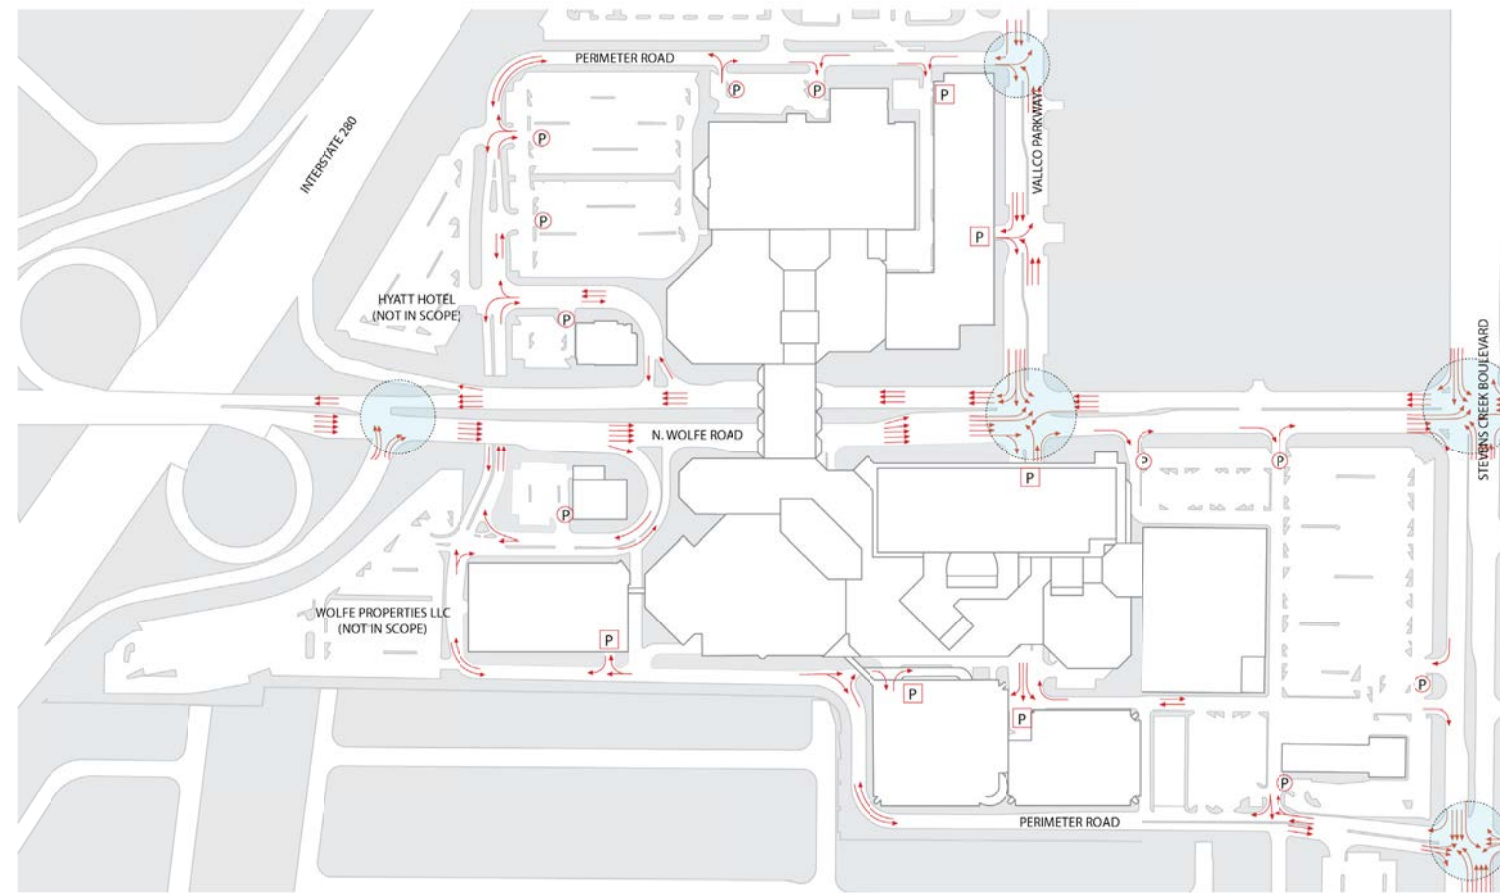 PERIMETER ROAD
P
P
P
INTERSTATE 280
P
VALLCO PARKWAY
P
P
HYATT HOTEL
(NOT IN SCOPE)
P
STEVENS CREEK BOULEVARD
N. WOLFE ROAD
P
P
P
P
WOLFE PROPERTIES LLC
(NOT IN SCOPE)
P
P
P
P
P
PERIMETER ROAD